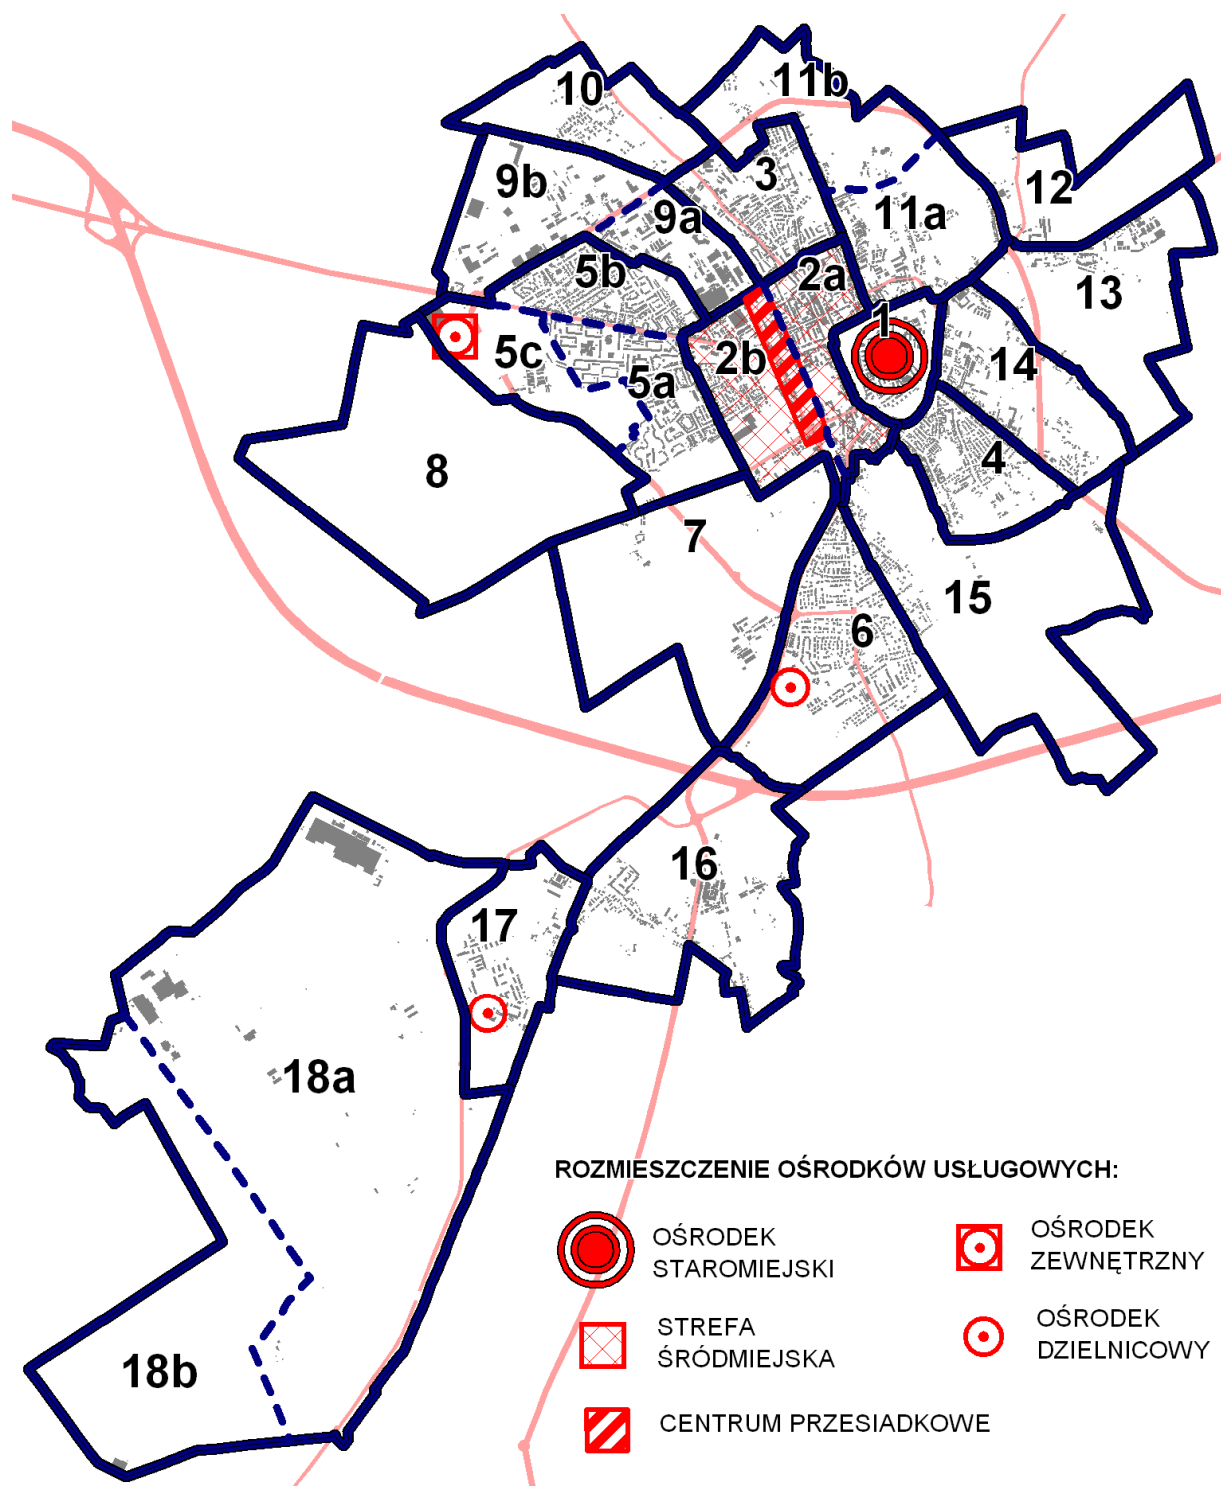 10
11b
3
9b
12
9a
11a
5b
2a
13
1
5c
2b
14
5a
4
8
7
15
6
16
17
18a
18b
ROZMIESZCZENIE OŚRODKÓW USŁUGOWYCH:
OŚRODEK
STAROMIEJSKI
OŚRODEK
ZEWNĘTRZNY
STREFA
ŚRÓDMIEJSKA
OŚRODEK
DZIELNICOWY
CENTRUM PRZESIADKOWE